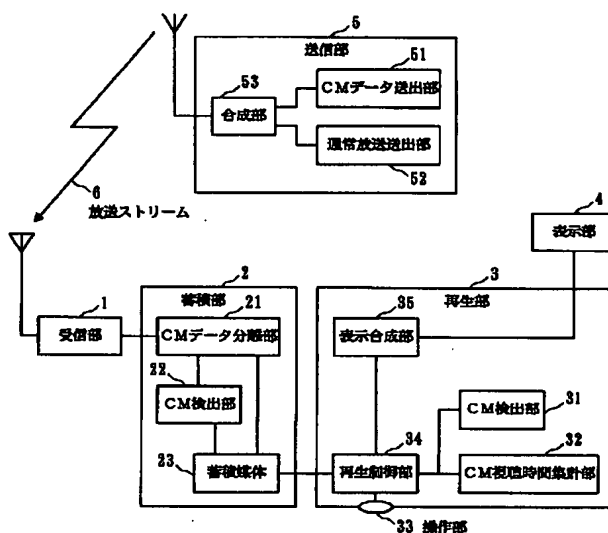 5
送信部
51
53
CMデータ送出部
合成部
通常放送送出部
52
6
放送ストリーム
4
表示部
2
3
蓄積部
再生部
1
21
35
受信部
CMデータ分離部
表示合成部
22
CM検出部
31
CM検出部
34
32
23
蓄積媒体
再生制御部
CM視聴時間集計部
33
操作部